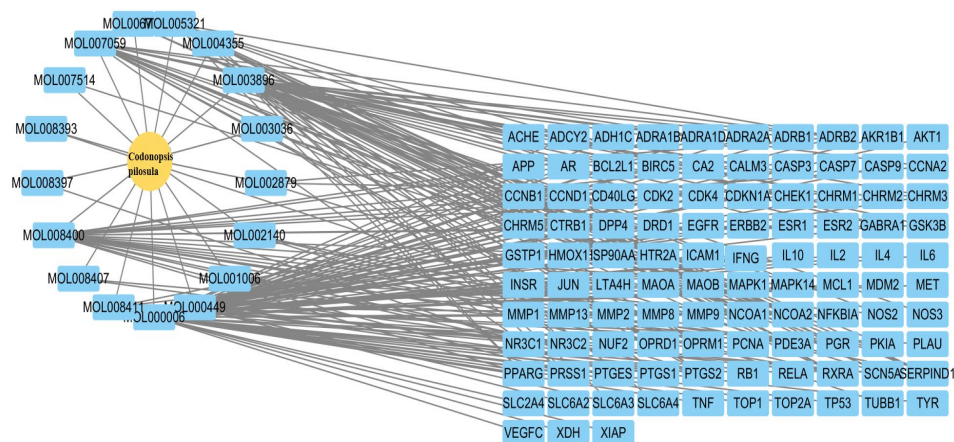 MOL005321
MOL007059
MOL004355
MOL007514
MOL003896
MOL008393
MOL003036
Codonopsis
pilosula
MOL008397
MOL002879
MOL008400
MOL002140
MOL008407
MOL001006
MOL008411
MOL000449
MOL000006
ACHE ADCY2 ADH1C ADRA1B ADRA1D ADRA2A ADRB1 ADRB2 AKR1B1 AKT1
APP AR BCL2L1 BIRC5 CA2 CALM3 CASP3 CASP7 CASP9 CCNA2
CCNB1 CCND1 CD40LG CDK2 CDK4 CDKN1A CHEK1 CHRM1 CHRM2 CHRM3
CHRM5 CTRB1 DPP4 DRD1 EGFR ERBB2 ESR1 ESR2 GABRA1 GSK3B
GSTP1 HMOX1 SP90AA HTR2A ICAM1 IFNG IL10 IL2 IL4 IL6
INSR JUN LTA4H MAOA MAOB MAPK1 MAPK14 MCL1 MDM2 MET
MMP1 MMP13 MMP2 MMP8 MMP9 NCOA1 NCOA2 NFKBIA NOS2 NOS3
NR3C1 NR3C2 NUF2 OPRD1 OPRM1 PCNA PDE3A PGR PKIA PLAU
PPARG PRSS1 PTGES PTGS1 PTGS2 RB1 RELA RXRA SCN5A SERPIND1
SLC2A4 SLC6A2 SLC6A3 SLC6A4 TNF TOP1 TOP2A TP53 TUBB1 TYR
VEGFC XDH XIAP